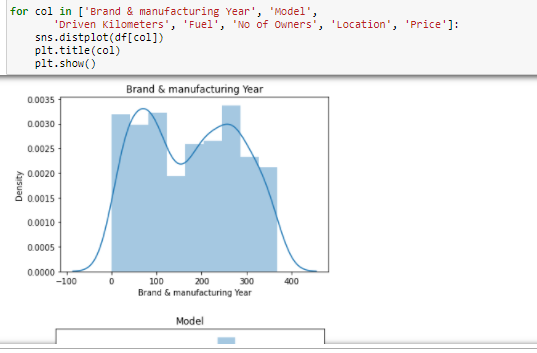 for col in ['Brand & manufacturing Year', 'Model',
'Driven Kilometers', 'Fuel', 'No of Owners', 'Location', 'Price']:
sns.distplot(df[col])
plt.title(col)
plt.show()
Brand & manufacturing Year
0.0035
0.0030
0.0025
0.0020
0.0015
0.0010
0.0005
0.0000
Density
−100 0 100 200 300 400
Brand & manufacturing Year
Model